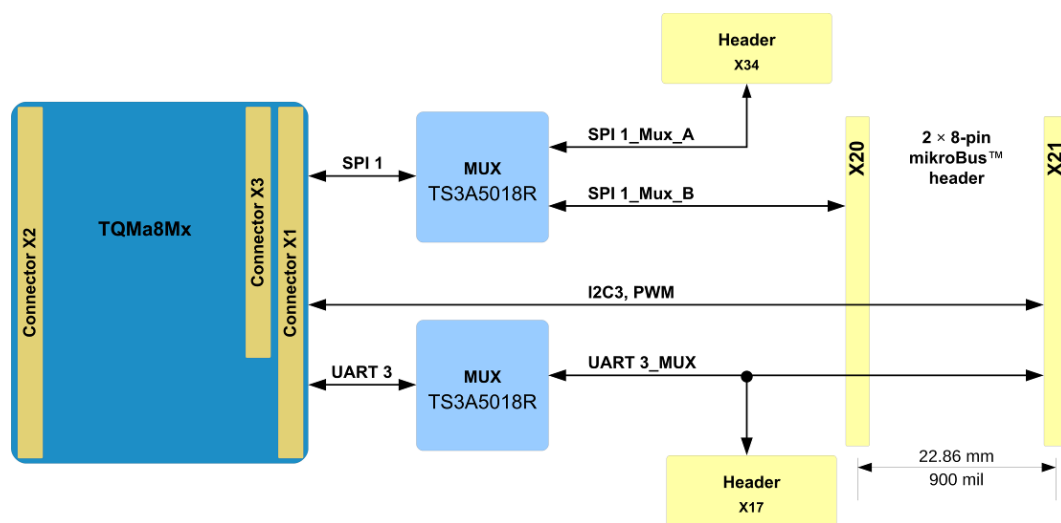 Header
X34
SPI 1_Mux_A
SPI 1
MUX
TS3A5018R
SPI 1_Mux_B
X20
2 × 8-pin
mikroBus™
header
X21
TQMa8Mx
Connector X2
Connector X3
Connector X1
I2C3, PWM
UART 3
MUX
TS3A5018R
UART 3_MUX
22.86 mm
900 mil
Header
X17